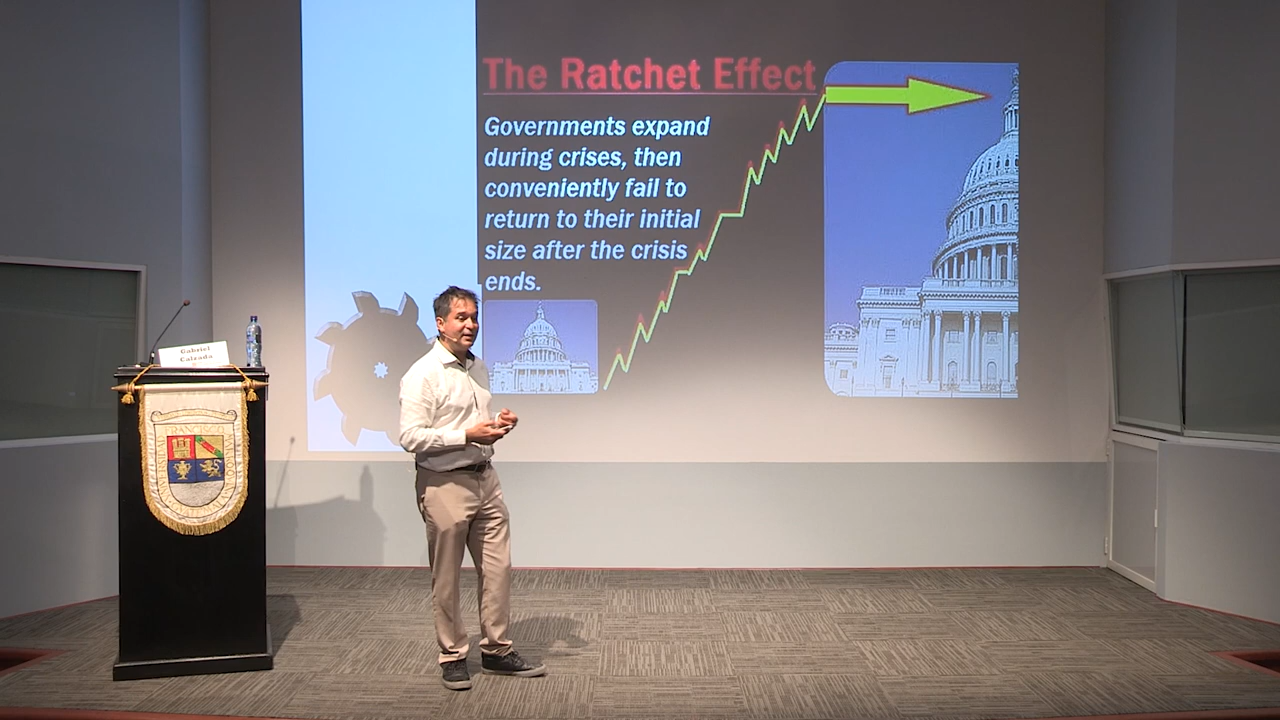 The Ratchet Effect
Governments expand
during crises, then
conveniently fail to
return to their initial
size after the crisis
ends.
Gabriel
Calzada
FRANCISCO